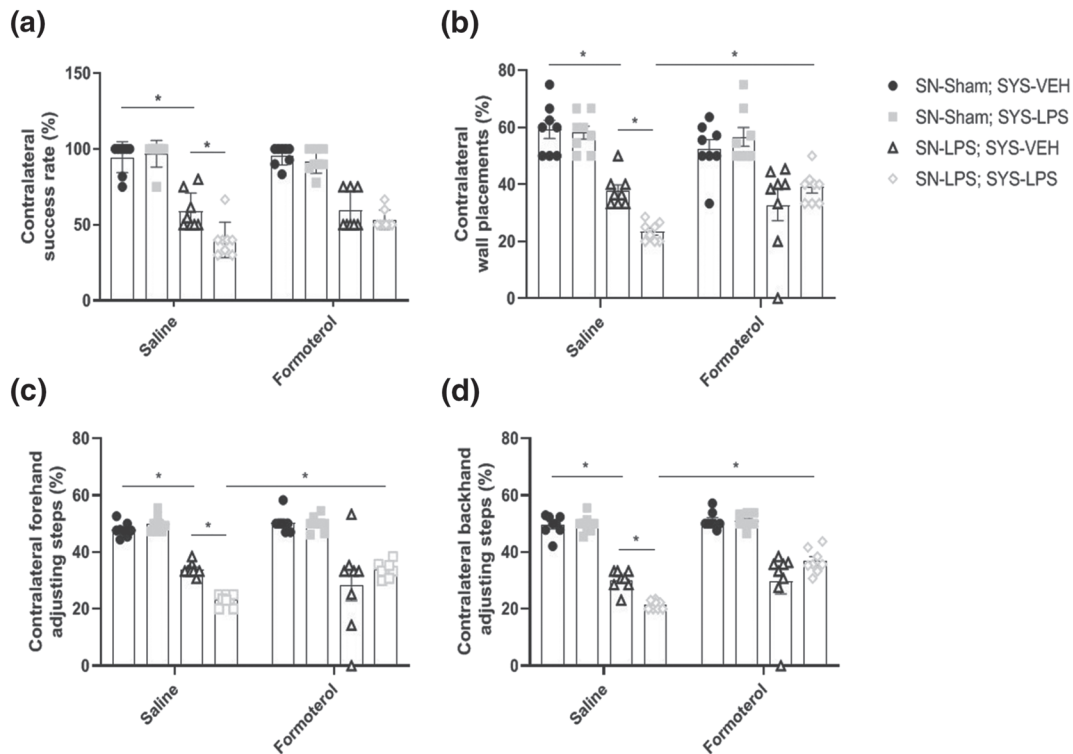 (a)
Contralateral
success rate (%)
150
100
50
0
*
*
Saline
Formoterol
(b)
Contralateral
wall placements (%)
80
60
40
20
0
*
*
*
Saline
Formoterol
SN-Sham; SYS-VEH
SN-Sham; SYS-LPS
SN-LPS; SYS-VEH
SN-LPS; SYS-LPS
(c)
Contralateral forehand
adjusting steps (%)
80
60
40
20
0
*
*
*
Saline
Formoterol
(d)
Contralateral backhand
adjusting steps (%)
80
60
40
20
0
*
*
*
Saline
Formoterol